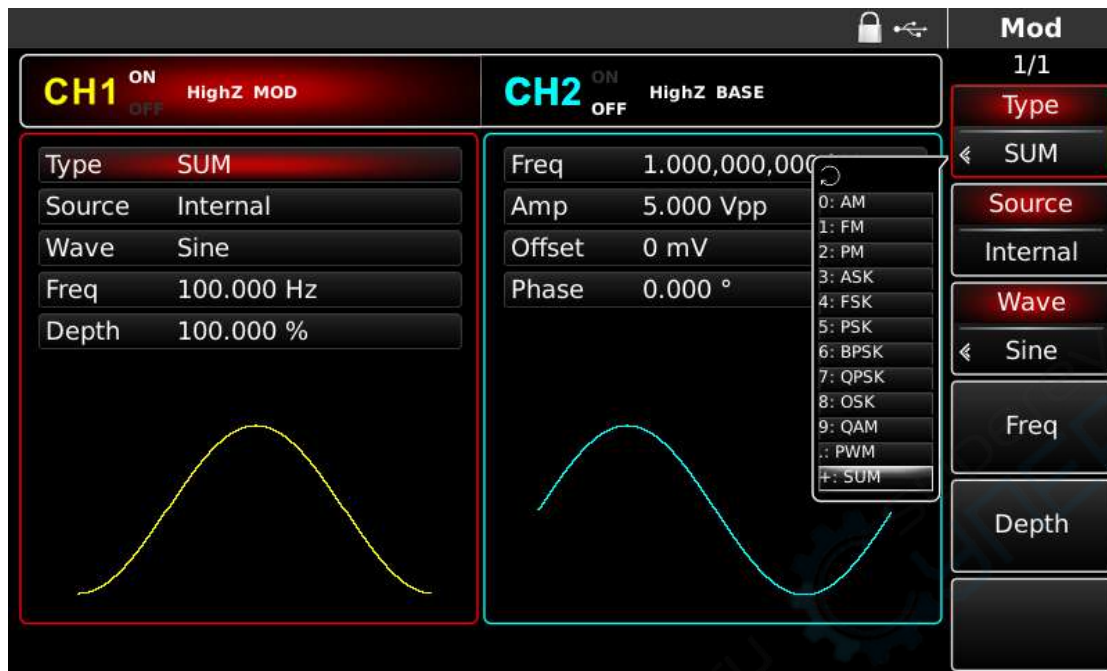 Mod
1/1
CH1 ON OFF HighZ MOD
CH2 ON OFF HighZ BASE
Type SUM
Source Internal
Wave Sine
Freq 100.000 Hz
Depth 100.000 %
Freq 1.000,000,000
Amp 5.000 Vpp
Offset 0 mV
Phase 0.000 °
0: AM
1: FM
2: PM
3: ASK
4: FSK
5: PSK
6: BPSK
7: QPSK
8: OSK
9: QAM
.: PWM
+: SUM
Type
SUM
Source
Internal
Wave
Sine
Freq
Depth